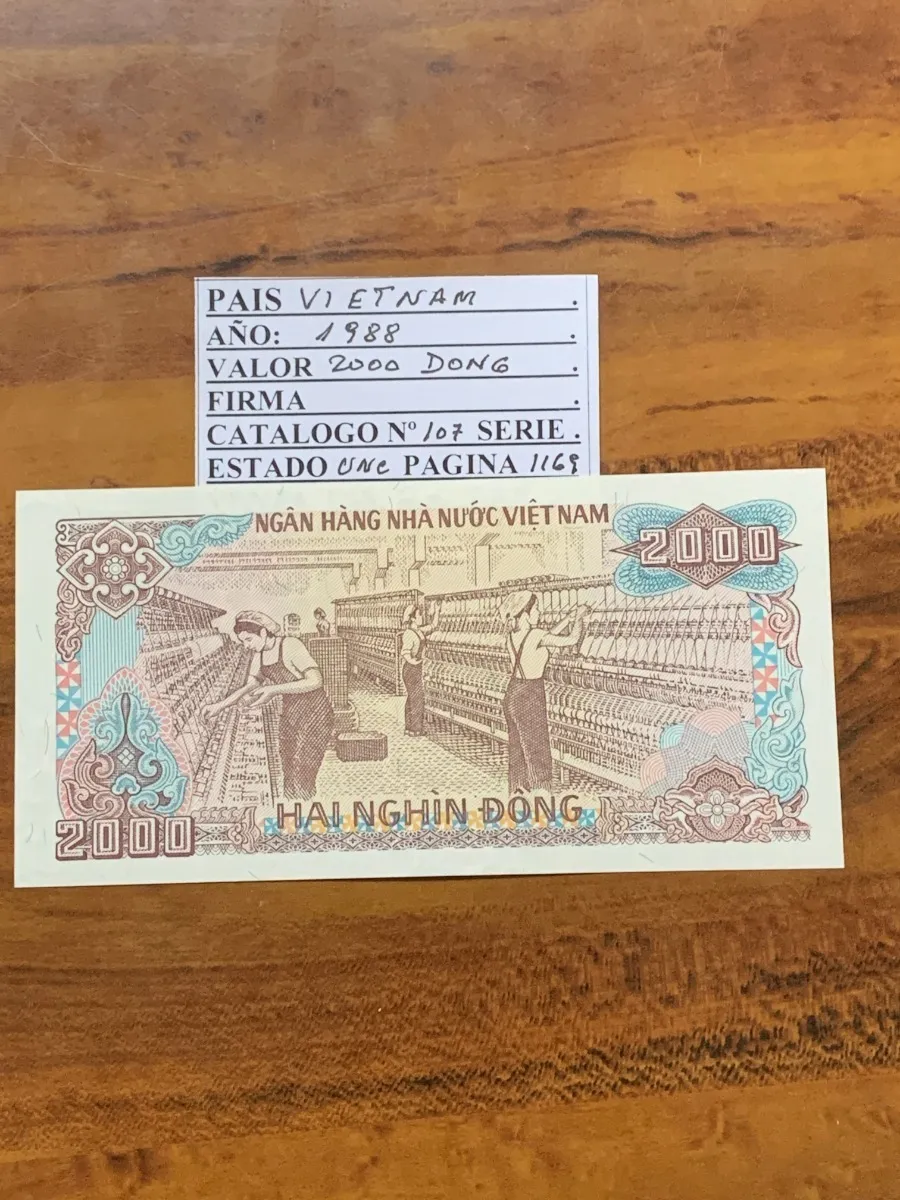 PAIS VIETNAM .
AÑO: 1988 .
VALOR 2000 DONG .
FIRMA .
CATALOGO Nº 107 SERIE .
ESTADO UNC PAGINA 1169
NGÂN HÀNG NHÀ NƯỚC VIỆT NAM
2000
HAI NGHÌN ĐỒNG
2000